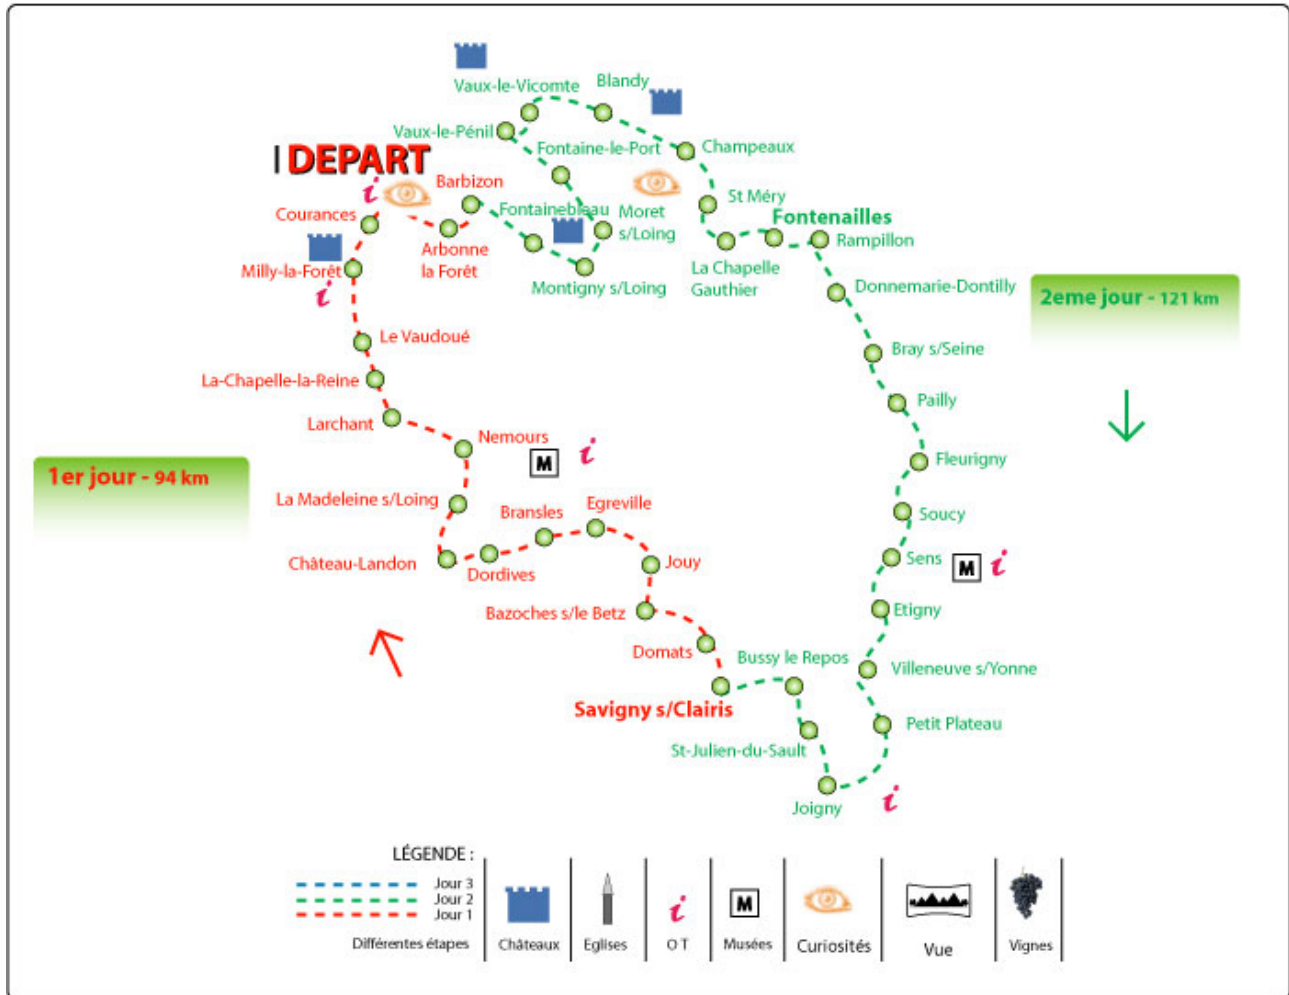 Vaux-le-Vicomte
Blandy
Vaux-le-Pénil
Fontaine-le-Port
Champeaux
DEPART
i
Barbizon
St Méry
Courances
Fontainebleau
Moret
s/Loing
Fontenailles
Rampillon
Arbonne
la Forêt
La Chapelle
Gauthier
Milly-la-Forêt
i
Montigny s/Loing
Donnemarie-Dontilly
2eme jour - 121 km
Le Vaudoué
Bray s/Seine
La-Chapelle-la-Reine
Pailly
Larchant
Nemours
M
i
Fleurigny
1er jour - 94 km
La Madeleine s/Loing
Bransles
Egreville
Soucy
Château-Landon
Dordives
Jouy
Sens
M
i
Bazoches s/le Betz
Etigny
Domats
Bussy le Repos
Villeneuve s/Yonne
Savigny s/Clairis
Petit Plateau
St-Julien-du-Sault
Joigny
i
LÉGENDE :
Jour 3
Jour 2
Jour 1
i
M
Différentes étapes
Châteaux
Eglises
O T
Musées
Curiosités
Vue
Vignes